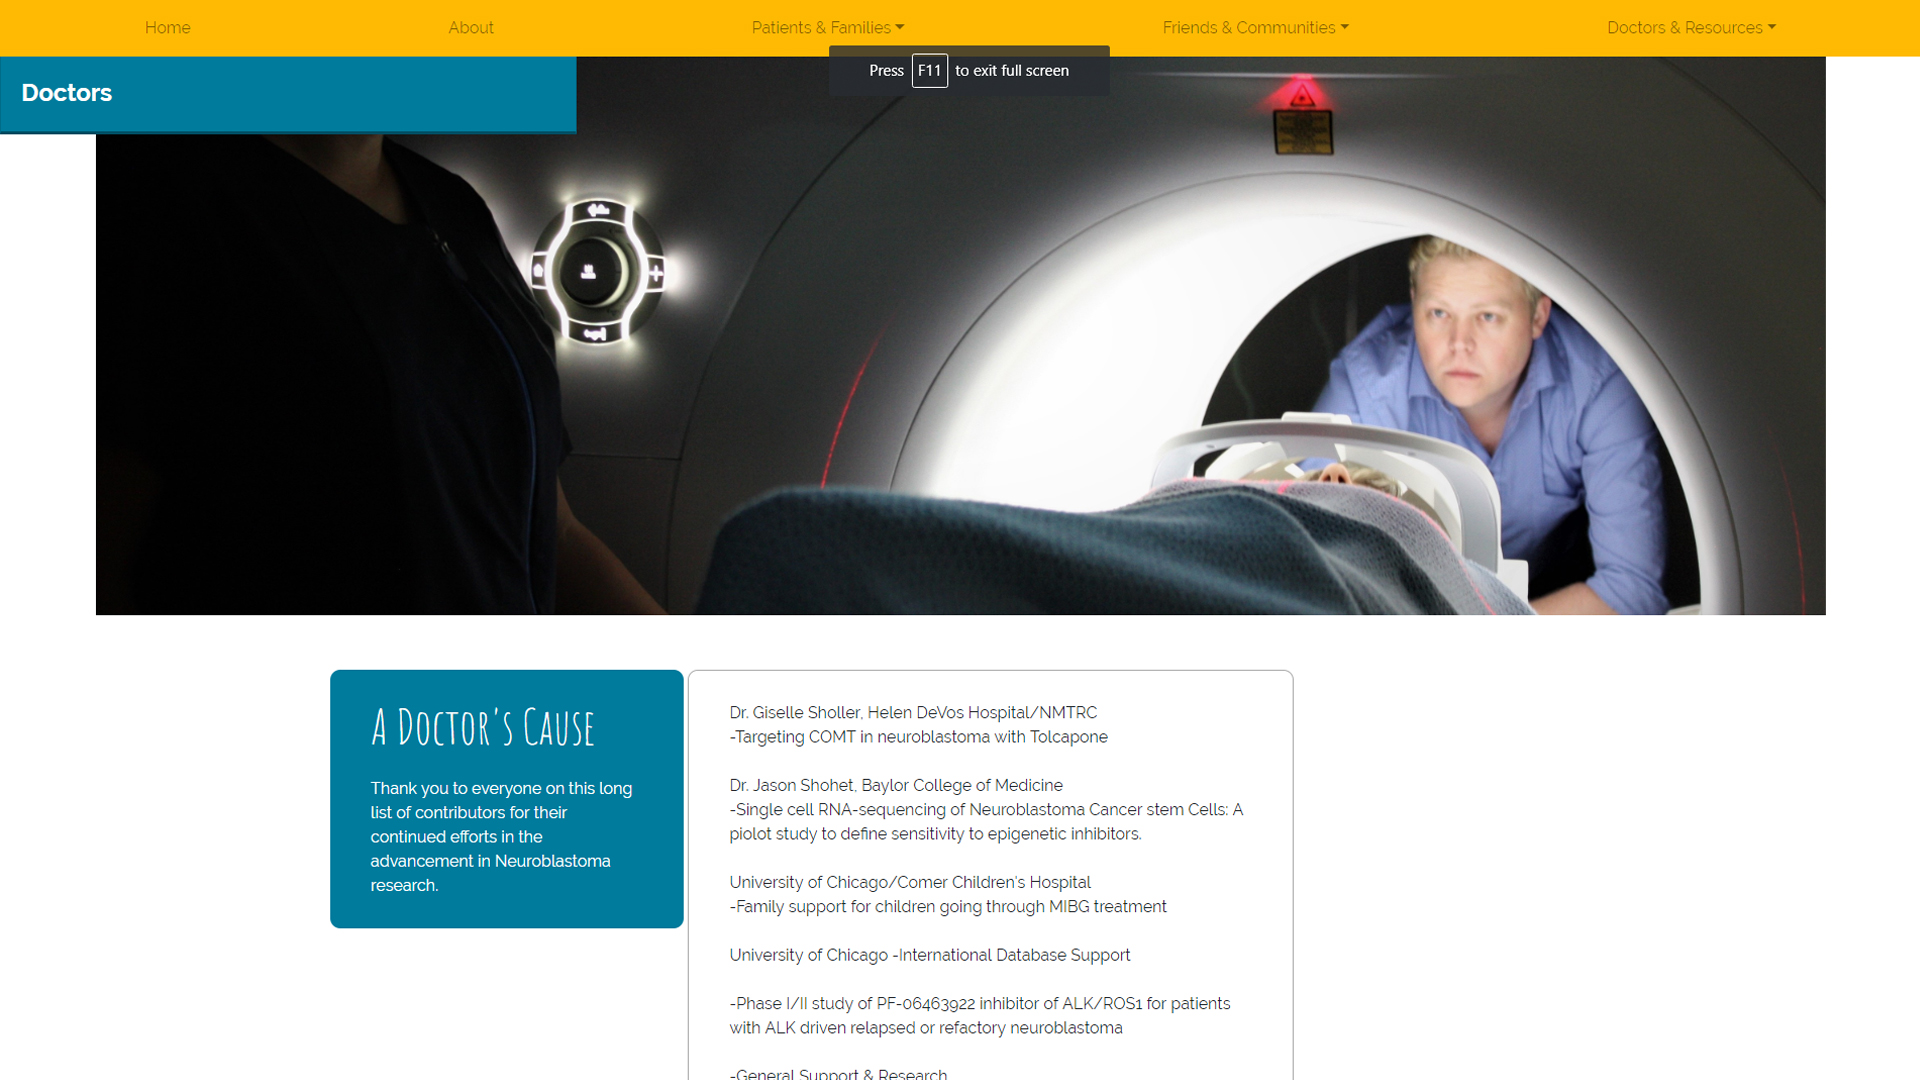 Home About Patients & Families Friends & Communities Doctors & Resources
Press F11 to exit full screen
Doctors
A Doctor's Cause
Thank you to everyone on this long
list of contributors for their
continued efforts in the
advancement in Neuroblastoma
research.
Dr. Giselle Sholler, Helen DeVos Hospital/NMTRC
-Targeting COMT in neuroblastoma with Tolcapone
Dr. Jason Shohet, Baylor College of Medicine
-Single cell RNA-sequencing of Neuroblastoma Cancer stem Cells: A
piolot study to define sensitivity to epigenetic inhibitors.
University of Chicago/Comer Children's Hospital
-Family support for children going through MIBG treatment
University of Chicago -International Database Support
-Phase I/II study of PF-06463922 inhibitor of ALK/ROS1 for patients
with ALK driven relapsed or refactory neuroblastoma
-General Support & Research